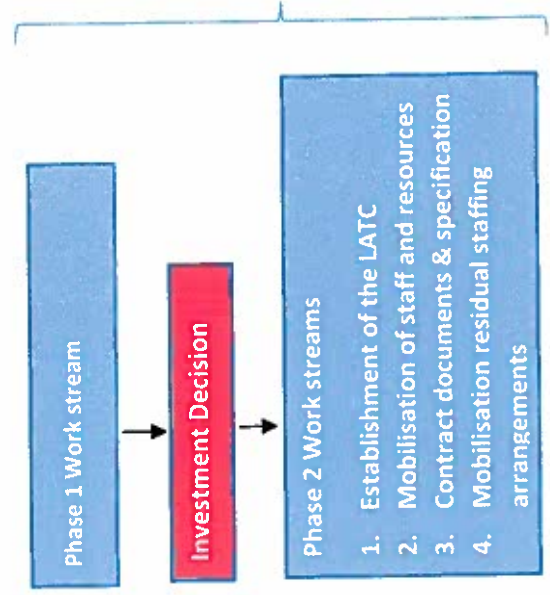 Phase 1 Work stream
Investment Decision
Phase 2 Work streams
1. Establishment of the LATC
2. Mobilisation of staff and resources
3. Contract documents & specification
4. Mobilisation residual staffing
arrangements